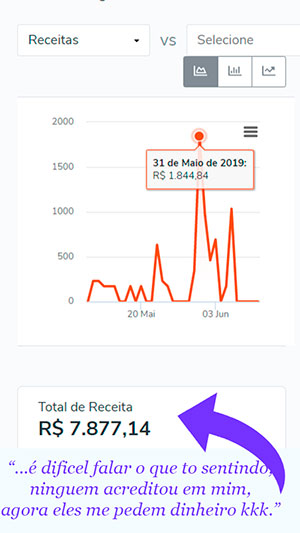 Receitas
vs
Selecione
31 de Maio de 2019:
R$ 1.844,84
2000
1500
1000
500
0
20 Mai
03 Jun
Total de Receita
R$ 7.877,14
“...é dificel falar o que to sentindo,
ninguem acreditou em mim,
agora eles me pedem dinheiro kkk.”